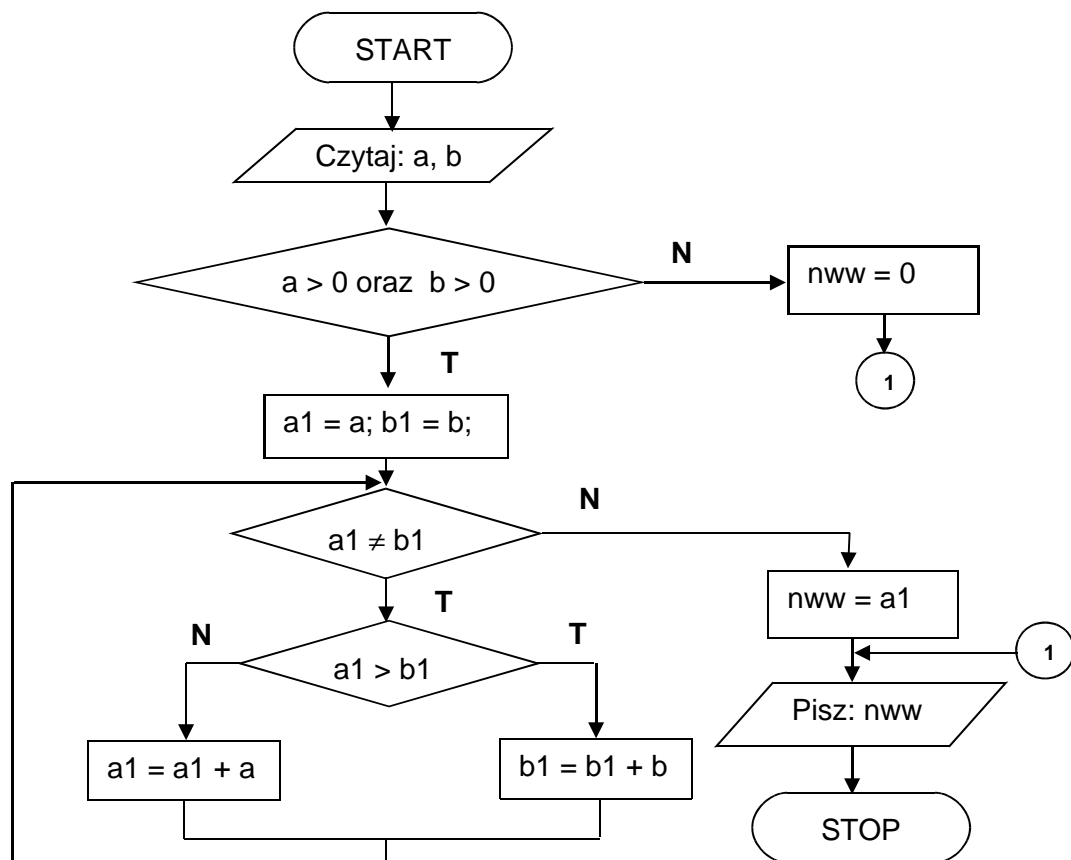 START
Czytaj: a, b
a > 0 oraz b > 0
N
nww = 0
T
1
a1 = a; b1 = b;
N
a1 ≠ b1
nww = a1
T
N
T
a1 > b1
1
Pisz: nww
a1 = a1 + a
b1 = b1 + b
STOP